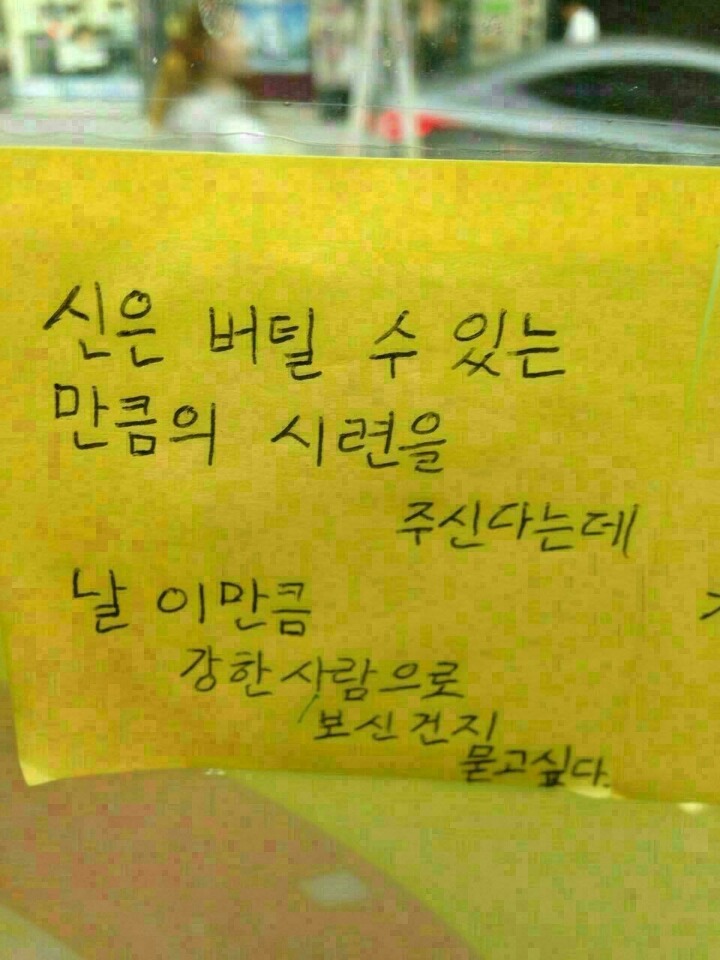 신은 버틸 수 있는
만큼의 시련을
주신다는데
날 이만큼
강한 사람으로
보신건지
묻고싶다.